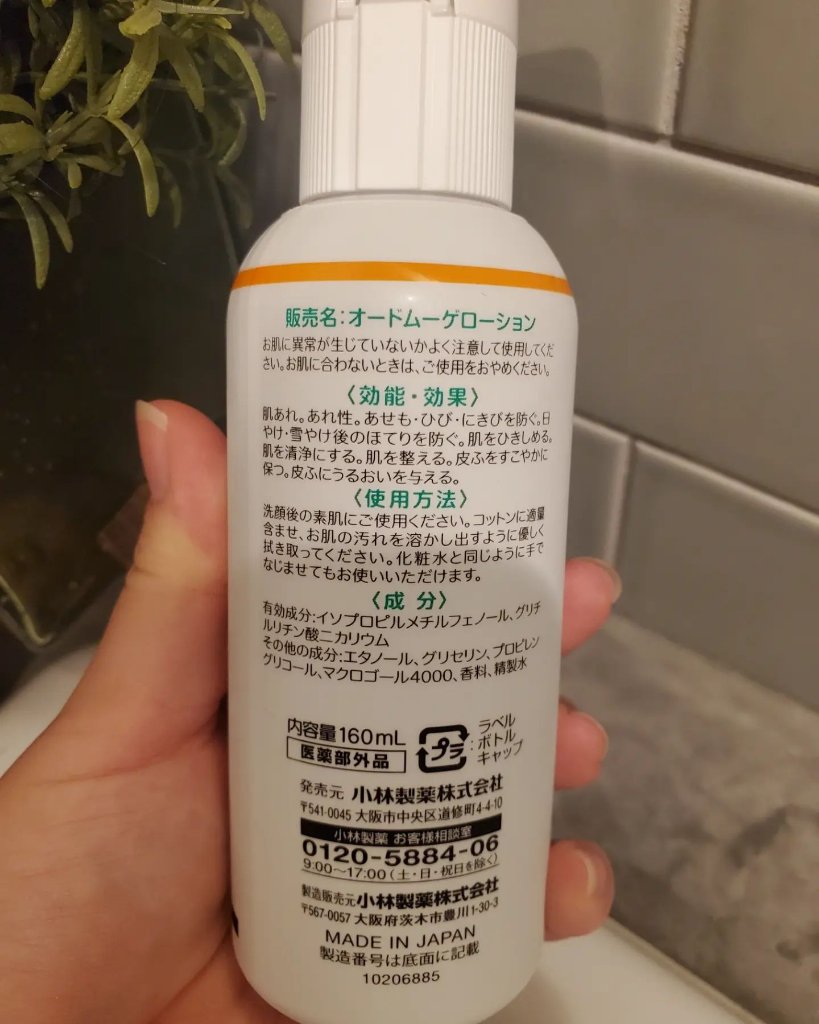 販売名:オードムーゲローション
お肌に異常が生じていないかよく注意して使用してくだ
さい。お肌に合わないときは、ご使用をおやめください。
〈効能・効果〉
肌あれ。あれ性。あせも・ひび・にきびを防ぐ。日
やけ・雪やけ後のほてりを防ぐ。肌をひきしめる。
肌を清浄にする。肌を整える。皮ふをすこやかに
保つ。皮ふにうるおいを与える。
〈使用方法〉
洗顔後の素肌にご使用ください。コットンに適量
含ませ、お肌の汚れを溶かし出すように優しく
拭き取ってください。化粧水と同じように手で
なじませてもお使いいただけます。
〈成分〉
有効成分:イソプロピルメチルフェノール、グリチ
ルリチン酸二カリウム
その他の成分:エタノール、グリセリン、プロピレン
グリコール、マクロゴール4000、香料、精製水
内容量160mL
医薬部外品
プラ
:ラベル
ボトル
キャップ
発売元 小林製薬株式会社
〒541-0045 大阪市中央区道修町4-4-10
小林製薬 お客様相談室
0120-5884-06
9:00〜17:00(土・日・祝日を除く)
製造販売元小林製薬株式会社
〒567-0057 大阪府茨木市豊川1-30-3
MADE IN JAPAN
製造番号は底面に記載
10206885